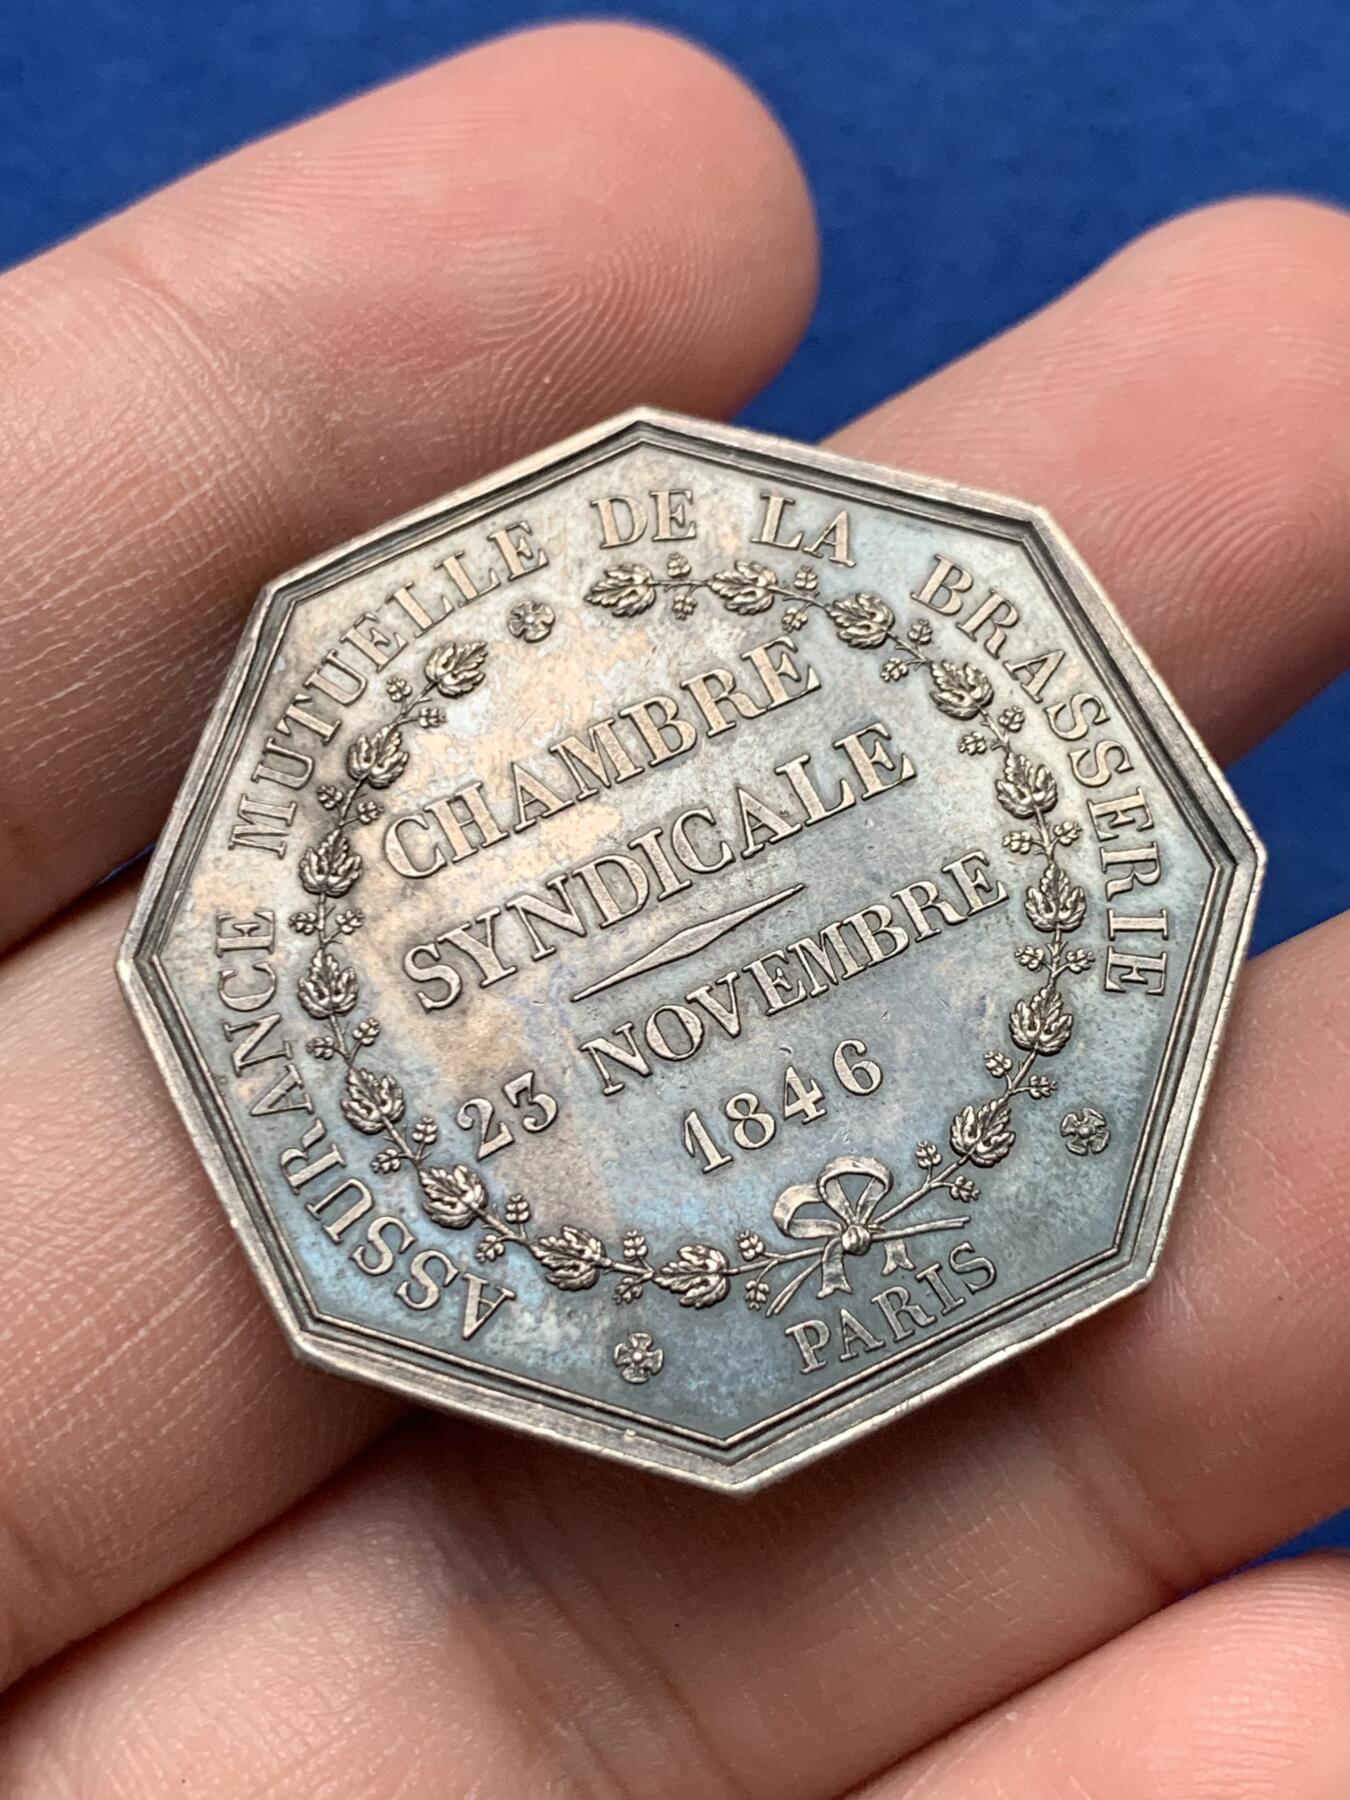 ASSURANCE MUTUELLE DE LA BRASSERIE
CHAMBRE
SYNDICALE
23 NOVEMBRE
1846
PARIS